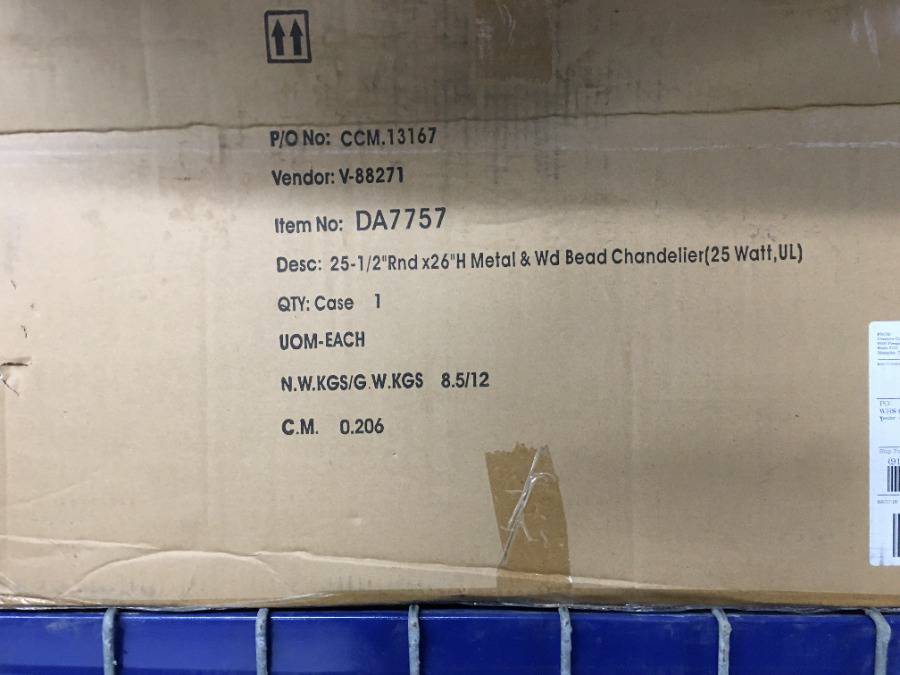 P/O No: CCM.13167
Vendor: V-88271
Item No: DA7757
Desc: 25-1/2"Rnd x26"H Metal & Wd Bead Chandelier(25 Watt,UL)
QTY: Case 1
UOM-EACH
N.W.KGS/G.W.KGS 8.5/12
C.M. 0.206
PO: